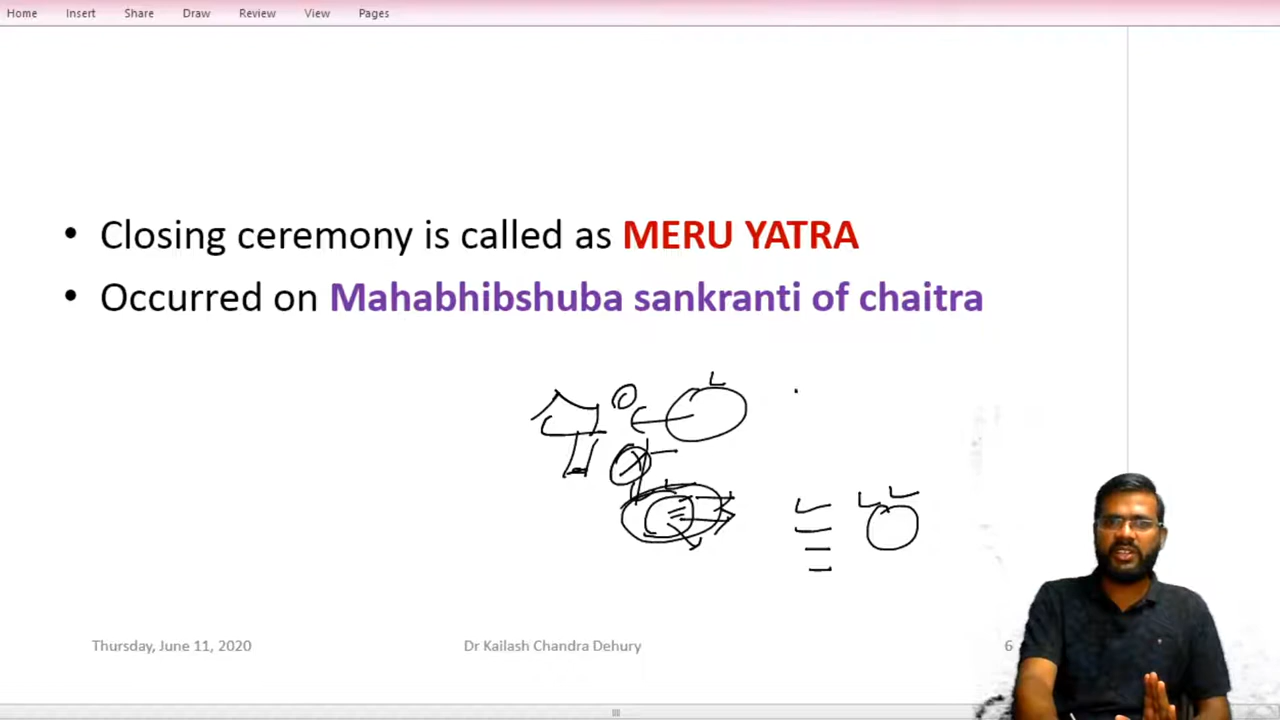 Home Insert Share Draw Review View Pages
• Closing ceremony is called as MERU YATRA
• Occurred on Mahabhibshuba sankranti of chaitra
Thursday, June 11, 2020 Dr Kailash Chandra Dehury 6